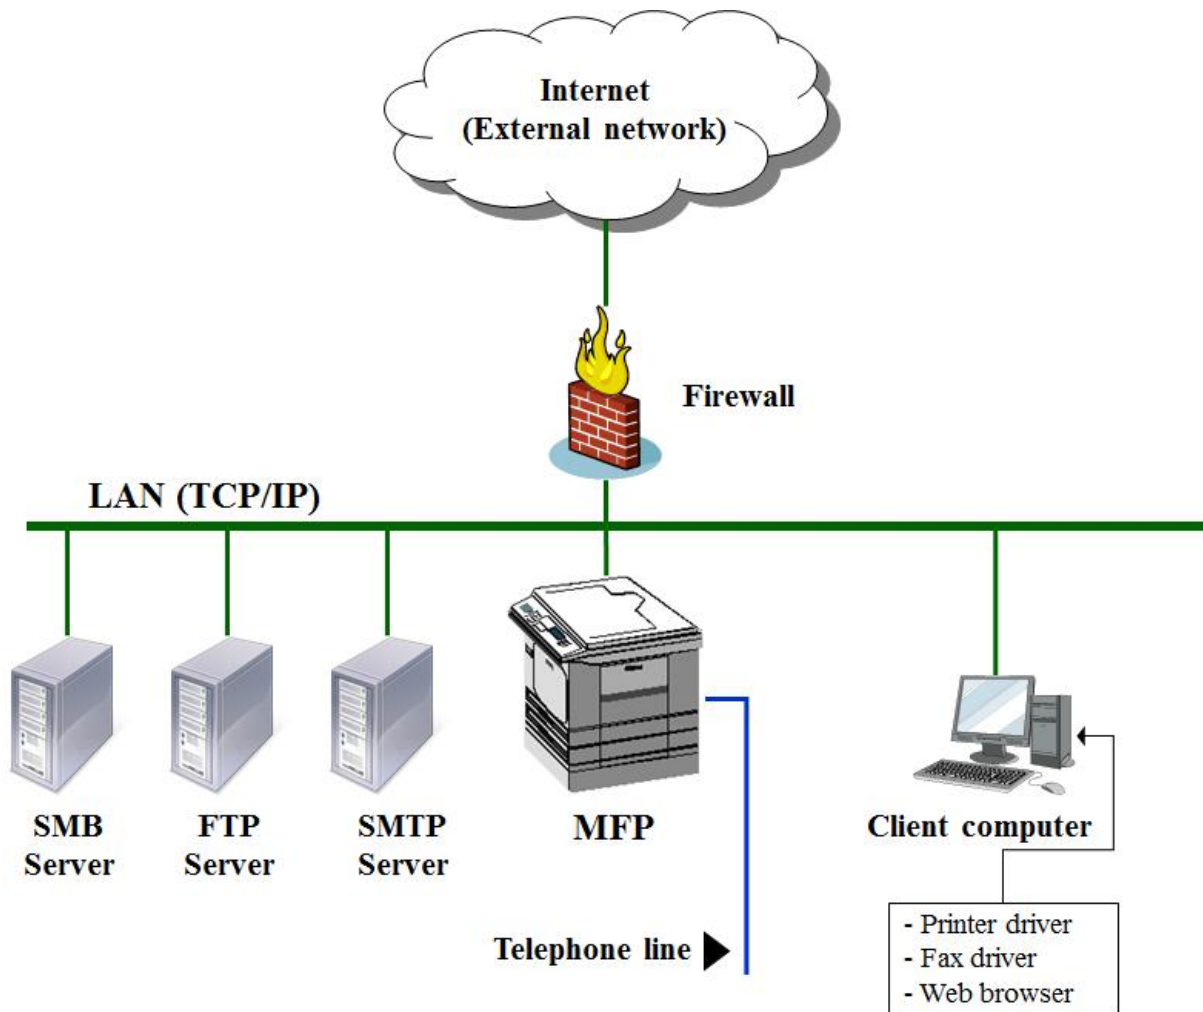 Internet
(External network)
Firewall
LAN (TCP/IP)
SMB
Server
FTP
Server
SMTP
Server
MFP
Client computer
Telephone line
- Printer driver
- Fax driver
- Web browser